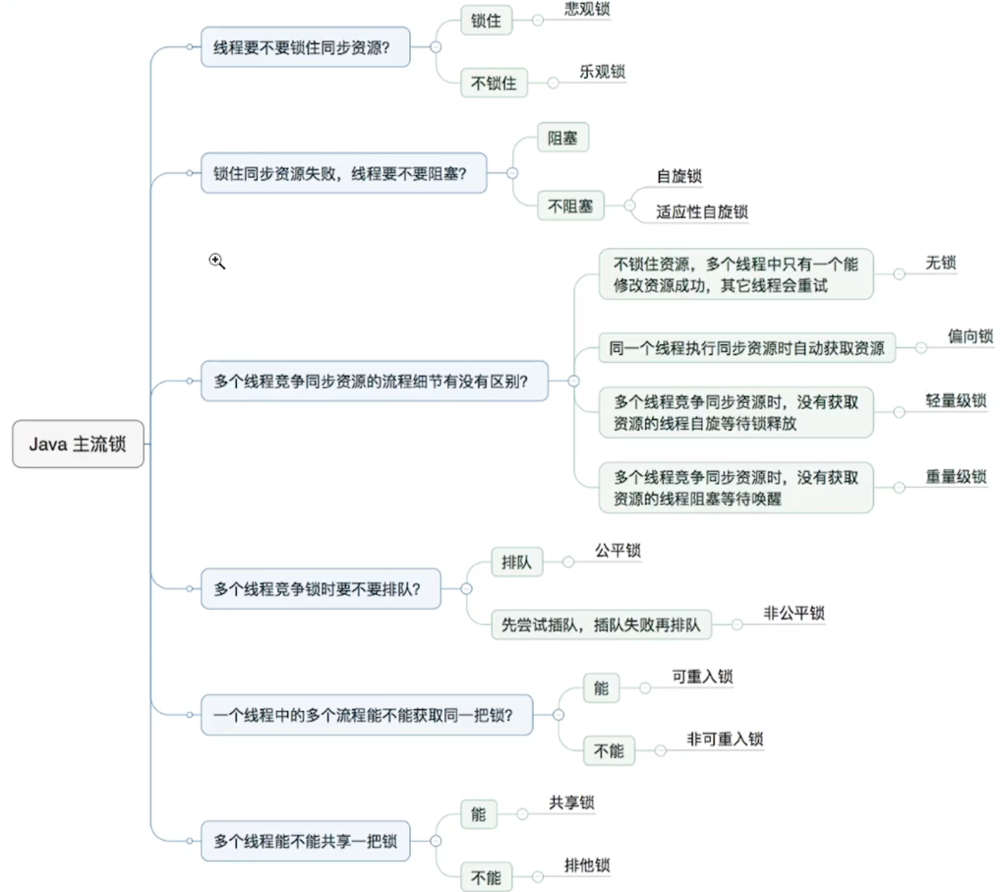 Java 主流锁
线程要不要锁住同步资源？
锁住
悲观锁
不锁住
乐观锁
锁住同步资源失败，线程要不要阻塞？
阻塞
不阻塞
自旋锁
适应性自旋锁
多个线程竞争同步资源的流程细节有没有区别？
不锁住资源，多个线程中只有一个能
修改资源成功，其它线程会重试
无锁
同一个线程执行同步资源时自动获取资源
偏向锁
多个线程竞争同步资源时，没有获取
资源的线程自旋等待锁释放
轻量级锁
多个线程竞争同步资源时，没有获取
资源的线程阻塞等待唤醒
重量级锁
多个线程竞争锁时要不要排队？
排队
公平锁
先尝试插队，插队失败再排队
非公平锁
一个线程中的多个流程能不能获取同一把锁？
能
可重入锁
不能
非可重入锁
多个线程能不能共享一把锁
能
共享锁
不能
排他锁